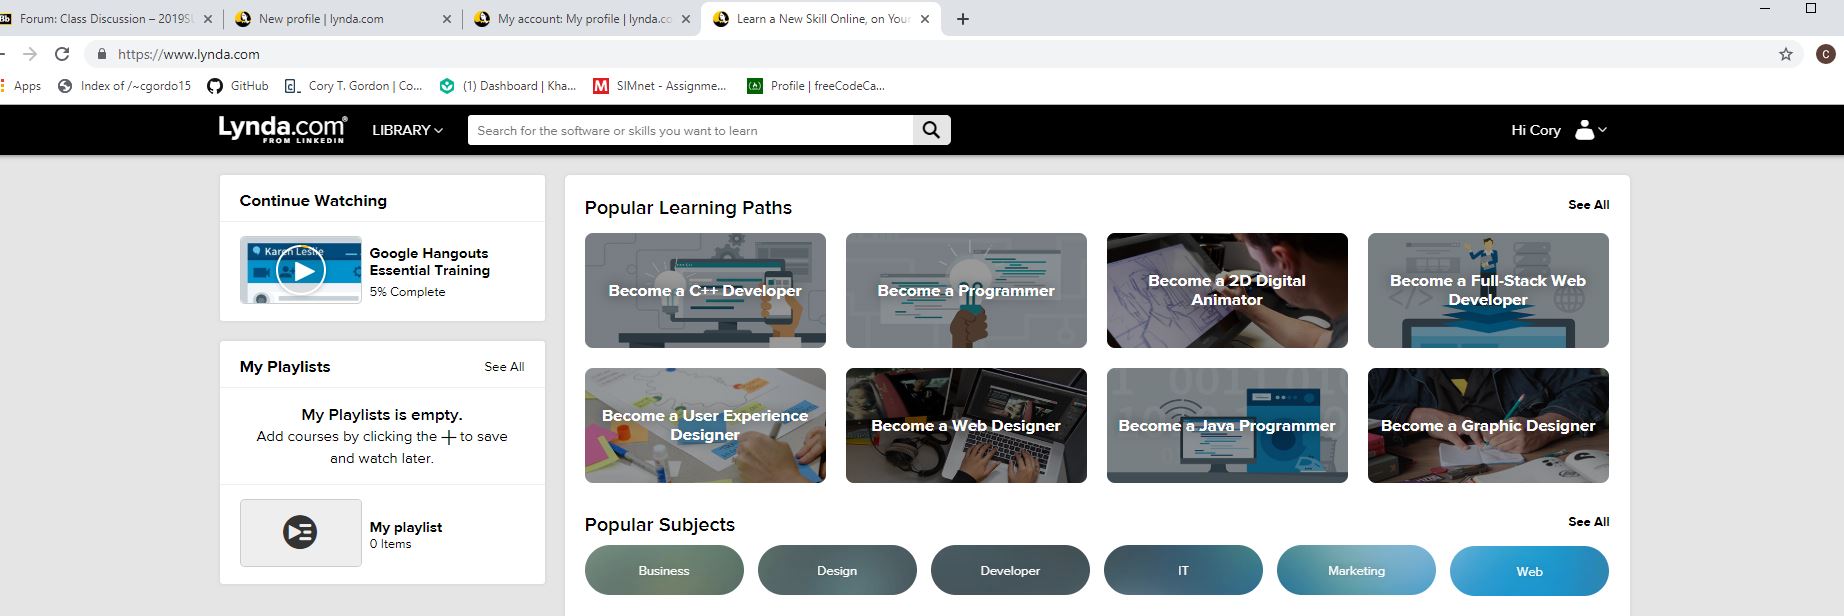 Forum: Class Discussion – 2019S
New profile | lynda.com
My account: My profile | lynda.co
Learn a New Skill Online, on Your
https://www.lynda.com
C
Apps
Index of /~cgordo15
GitHub
Cory T. Gordon | Co...
(1) Dashboard | Kha...
M
SIMnet - Assignme...
Profile | freeCodeCa...
Lynda.com®
FROM LINKEDIN
LIBRARY
Search for the software or skills you want to learn
Hi Cory
Continue Watching
Karen Leslie
Google Hangouts
Essential Training
5% Complete
My Playlists
See All
My Playlists is empty.
Add courses by clicking the + to save
and watch later.
My playlist
0 Items
Popular Learning Paths
See All
Become a C++ Developer
Become a Programmer
Become a 2D Digital
Animator
Become a Full-Stack Web
Developer
Become a User Experience
Designer
Become a Web Designer
Become a Java Programmer
Become a Graphic Designer
Popular Subjects
See All
Business
Design
Developer
IT
Marketing
Web